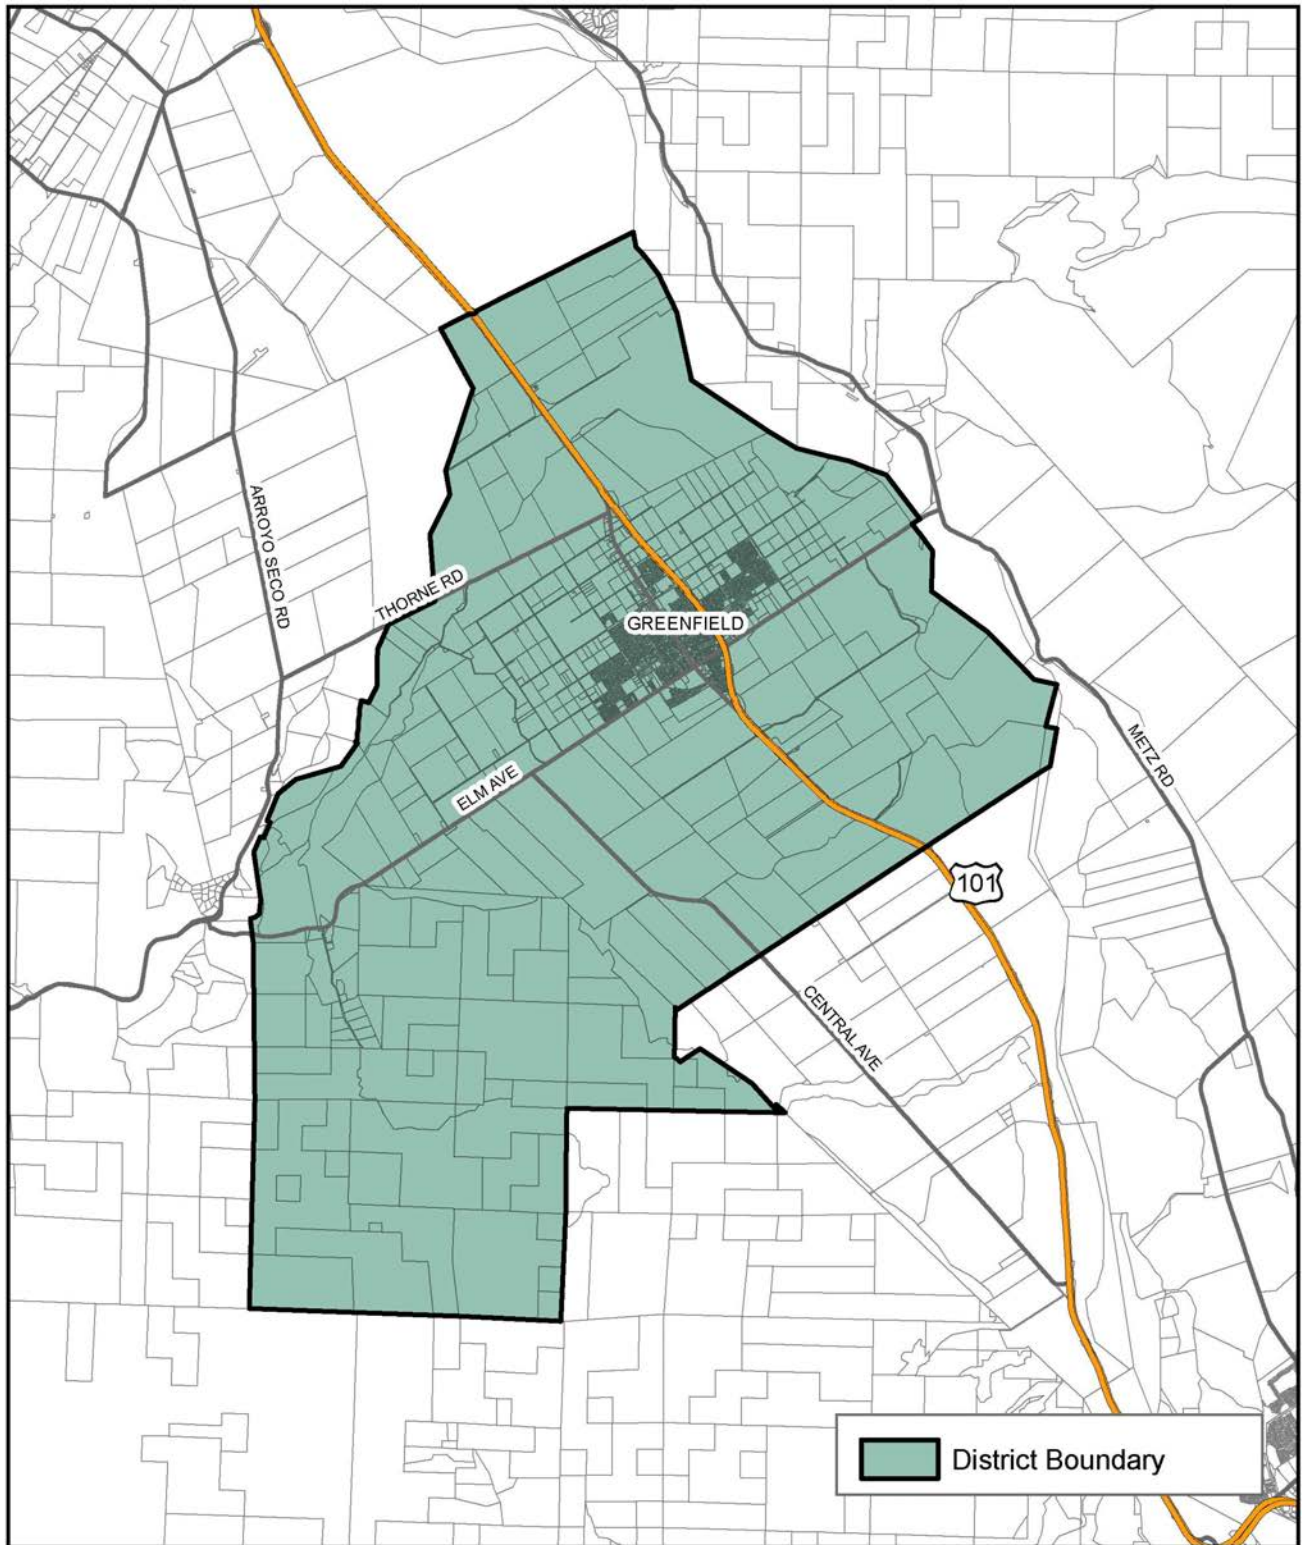 ARROYO SECO RD
THORNE RD
GREENFIELD
ELM AVE
METZ RD
101
CENTRAL AVE
District Boundary